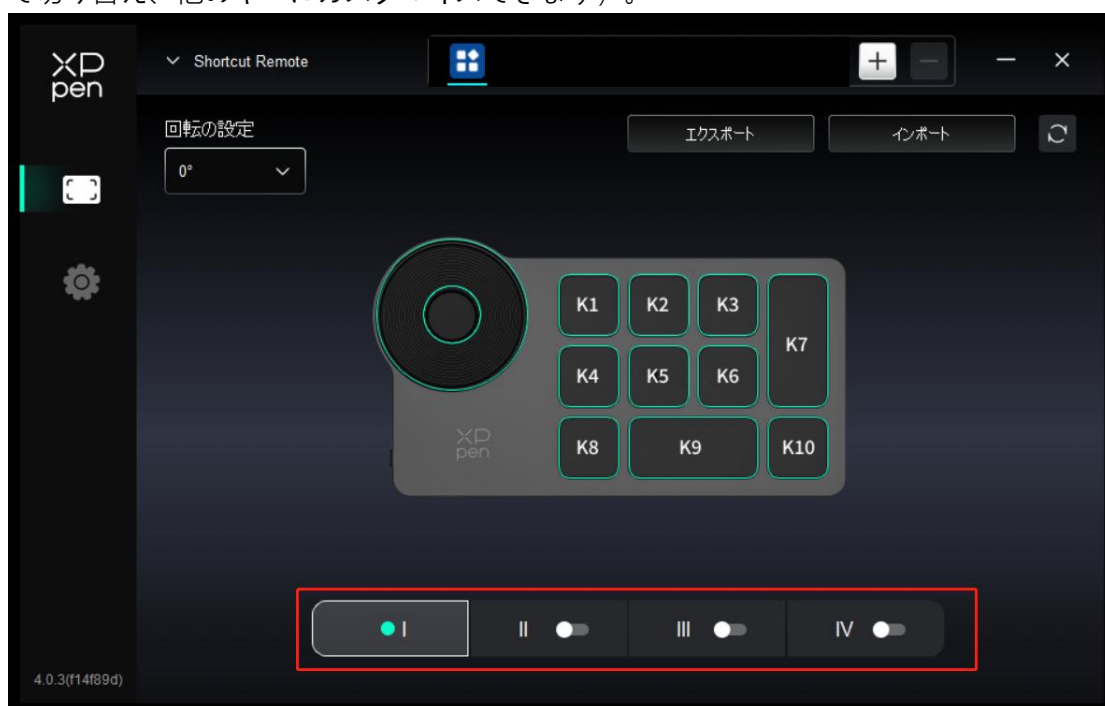 XP
pen
Shortcut Remote
回転の設定
0°
エクスポート
インポート
K1 K2 K3
K7
K4 K5 K6
XP
pen
K8 K9 K10
I II III IV
4.0.3(f14f89d)